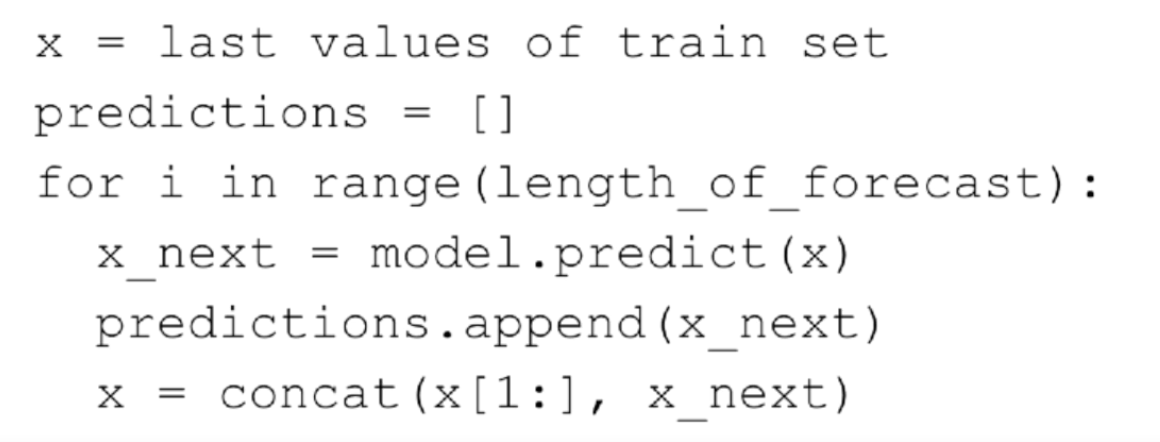 x = last values of train set
predictions = []
for i in range(length_of_forecast):
  x_next = model.predict(x)
  predictions.append(x_next)
  x = concat(x[1:], x_next)